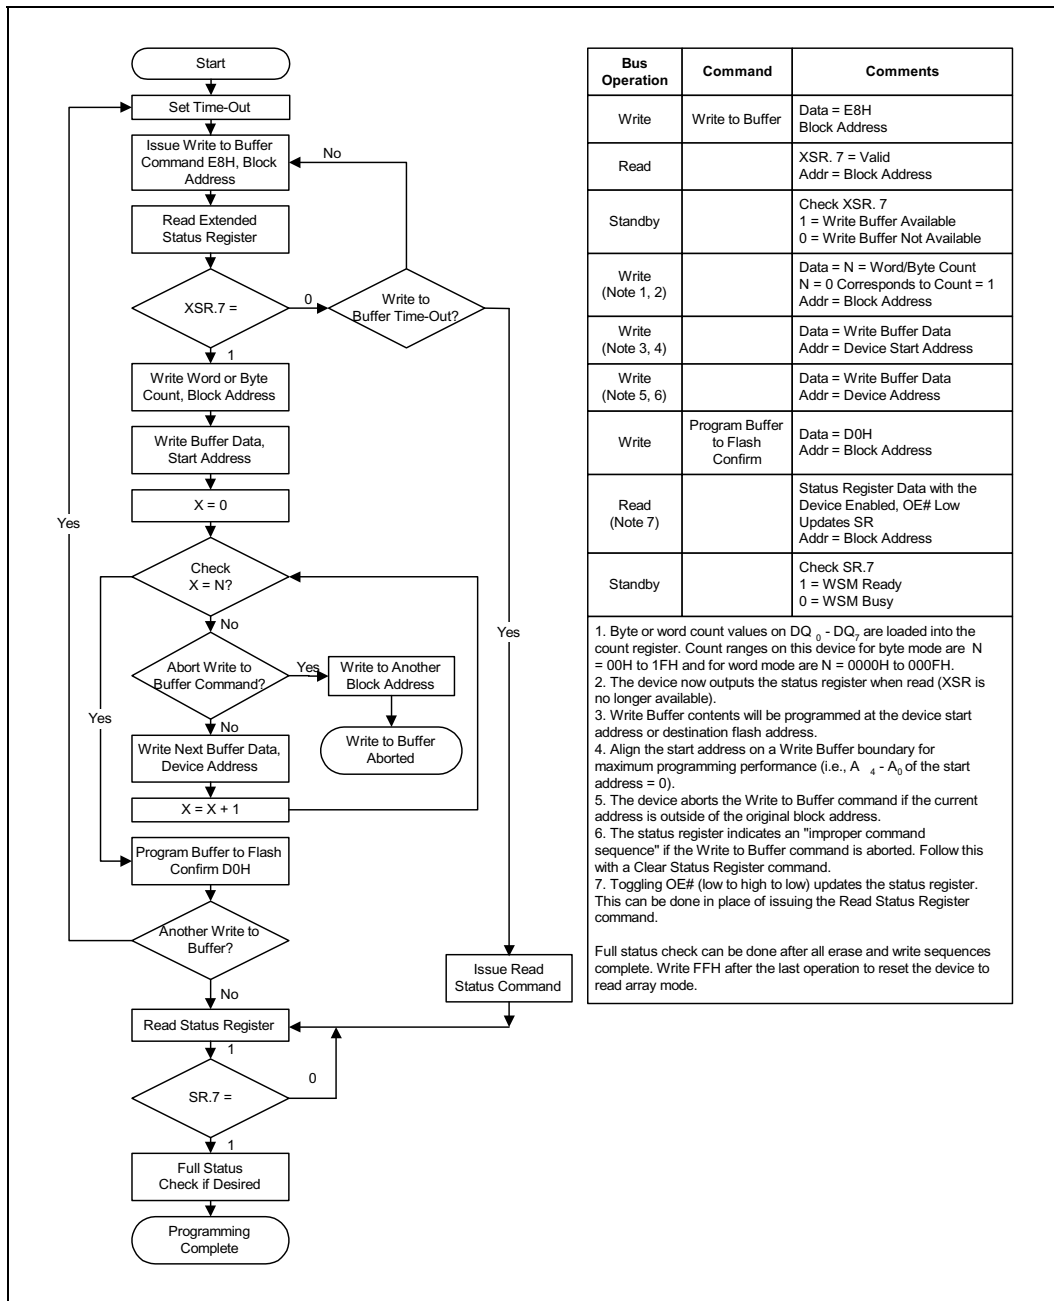 Start
Set Time-Out
Issue Write to Buffer
Command E8H, Block
Address
No
Read Extended
Status Register
XSR.7 =
0
Write to
Buffer Time-Out?
1
Write Word or Byte
Count, Block Address
Write Buffer Data,
Start Address
X = 0
Yes
Check
X = N?
No
Yes
Abort Write to
Buffer Command?
Yes
Write to Another
Block Address
Yes
No
Write to Buffer
Aborted
Write Next Buffer Data,
Device Address
X = X + 1
Program Buffer to Flash
Confirm D0H
Another Write to
Buffer?
Issue Read
Status Command
No
Read Status Register
1
SR.7 =
0
1
Full Status
Check if Desired
Programming
Complete
Bus
Operation
Command
Comments
Write
Write to Buffer
Data = E8H
Block Address
Read
XSR. 7 = Valid
Addr = Block Address
Standby
Check XSR. 7
1 = Write Buffer Available
0 = Write Buffer Not Available
Write
(Note 1, 2)
Data = N = Word/Byte Count
N = 0 Corresponds to Count = 1
Addr = Block Address
Write
(Note 3, 4)
Data = Write Buffer Data
Addr = Device Start Address
Write
(Note 5, 6)
Data = Write Buffer Data
Addr = Device Address
Write
Program Buffer
to Flash
Confirm
Data = D0H
Addr = Block Address
Read
(Note 7)
Status Register Data with the
Device Enabled, OE# Low
Updates SR
Addr = Block Address
Standby
Check SR.7
1 = WSM Ready
0 = WSM Busy
1. Byte or word count values on DQ 0 - DQ7 are loaded into the
count register. Count ranges on this device for byte mode are N
= 00H to 1FH and for word mode are N = 0000H to 000FH.
2. The device now outputs the status register when read (XSR is
no longer available).
3. Write Buffer contents will be programmed at the device start
address or destination flash address.
4. Align the start address on a Write Buffer boundary for
maximum programming performance (i.e., A 4 - A0 of the start
address = 0).
5. The device aborts the Write to Buffer command if the current
address is outside of the original block address.
6. The status register indicates an "improper command
sequence" if the Write to Buffer command is aborted. Follow this
with a Clear Status Register command.
7. Toggling OE# (low to high to low) updates the status register.
This can be done in place of issuing the Read Status Register
command.
Full status check can be done after all erase and write sequences
complete. Write FFH after the last operation to reset the device to
read array mode.